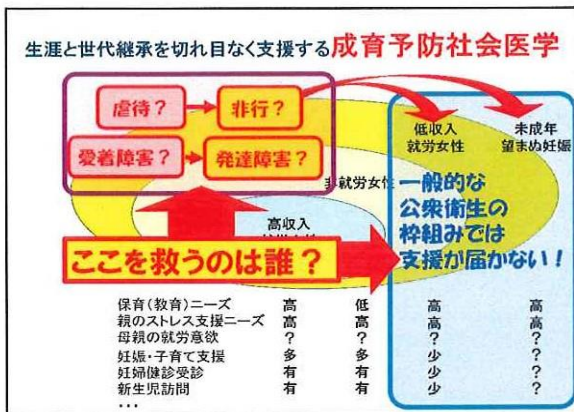 生涯と世代継承を切れ目なく支援する成育予防社会医学
虐待？ 非行？
愛着障害？ 発達障害？
低収入
就労女性
未成年
望まぬ妊娠
非就労女性
高収入
一般的な
公衆衛生の
枠組みでは
支援が届かない！
ここを救うのは誰？
保育(教育)ニーズ 高 低 高 高
親のストレス支援ニーズ 高 高 高 高
母親の就労意欲 ? ? ? ?
妊娠・子育て支援 多 多 少 ?
妊婦健診受診 有 有 少 ?
新生児訪問 有 有 少 ?
…